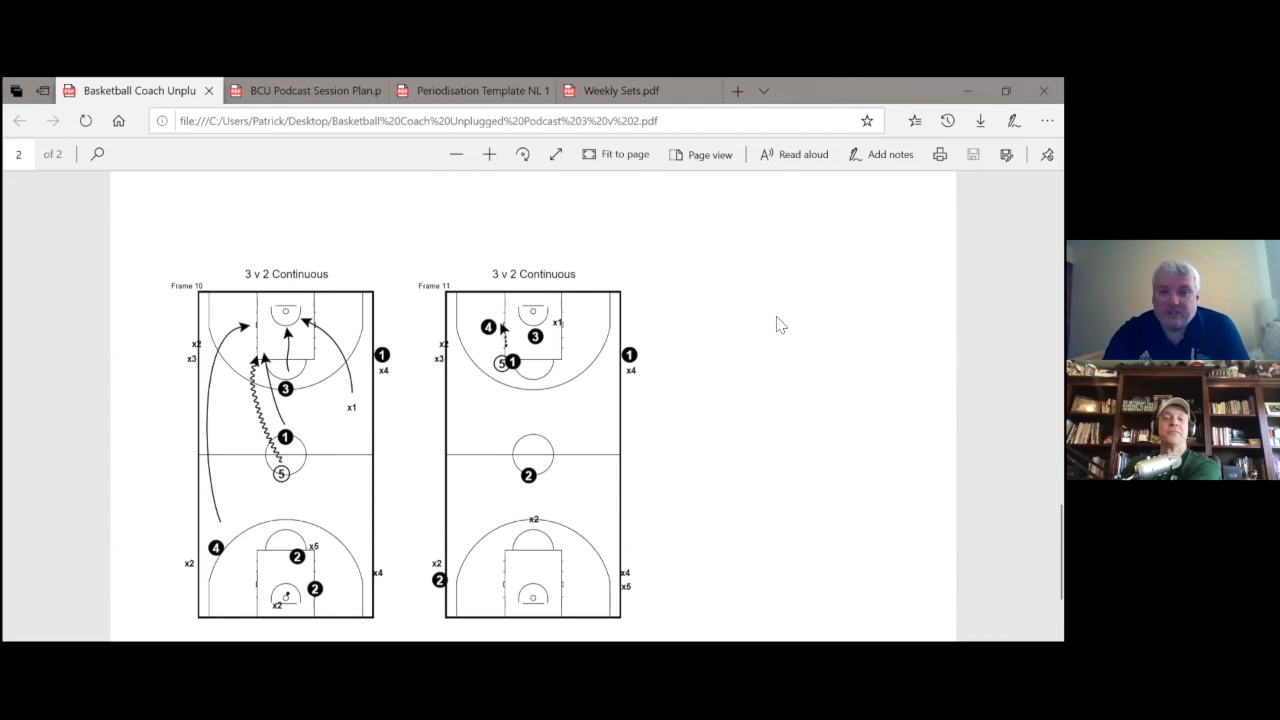 Basketball Coach Unplu
BCU Podcast Session Plan.p
Periodisation Template NL 1
Weekly Sets.pdf
file:///C:/Users/Patrick/Desktop/Basketball%20Coach%20Unplugged%20Podcast%203%20v%202.pdf
2 of 2
Fit to page
Page view
Read aloud
Add notes
3 v 2 Continuous
Frame 10
x2
x3
1
x4
3
x1
1
5
4
x5
2
x2
x4
2
x2
3 v 2 Continuous
Frame 11
4
x1
3
x2
x3
1
x4
5
1
2
x2
x2
2
x4
x5